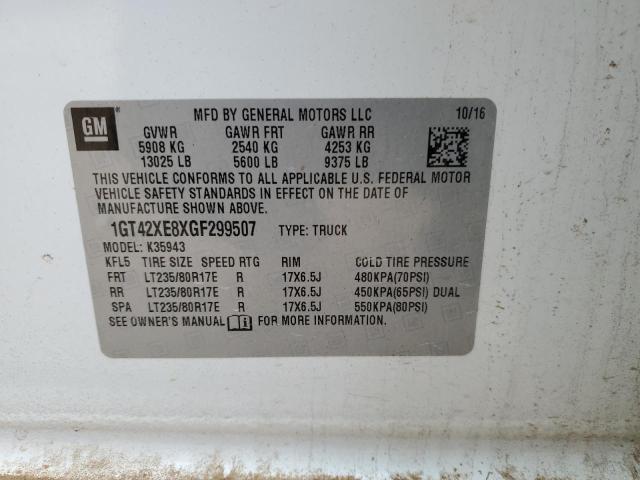 GM
MFD BY GENERAL MOTORS LLC 10/16
GVWR GAWR FRT GAWR RR
5908 KG 2540 KG 4253 KG
13025 LB 5600 LB 9375 LB
THIS VEHICLE CONFORMS TO ALL APPLICABLE U.S. FEDERAL MOTOR
VEHICLE SAFETY STANDARDS IN EFFECT ON THE DATE OF
MANUFACTURE SHOWN ABOVE.
1GT42XE8XGF299507 TYPE: TRUCK
MODEL: K35943
KFL5 TIRE SIZE SPEED RTG RIM COLD TIRE PRESSURE
FRT LT235/80R17E R 17X6.5J 480KPA(70PSI)
RR LT235/80R17E R 17X6.5J 450KPA(65PSI) DUAL
SPA LT235/80R17E R 17X6.5J 550KPA(80PSI)
SEE OWNER'S MANUAL FOR MORE INFORMATION.